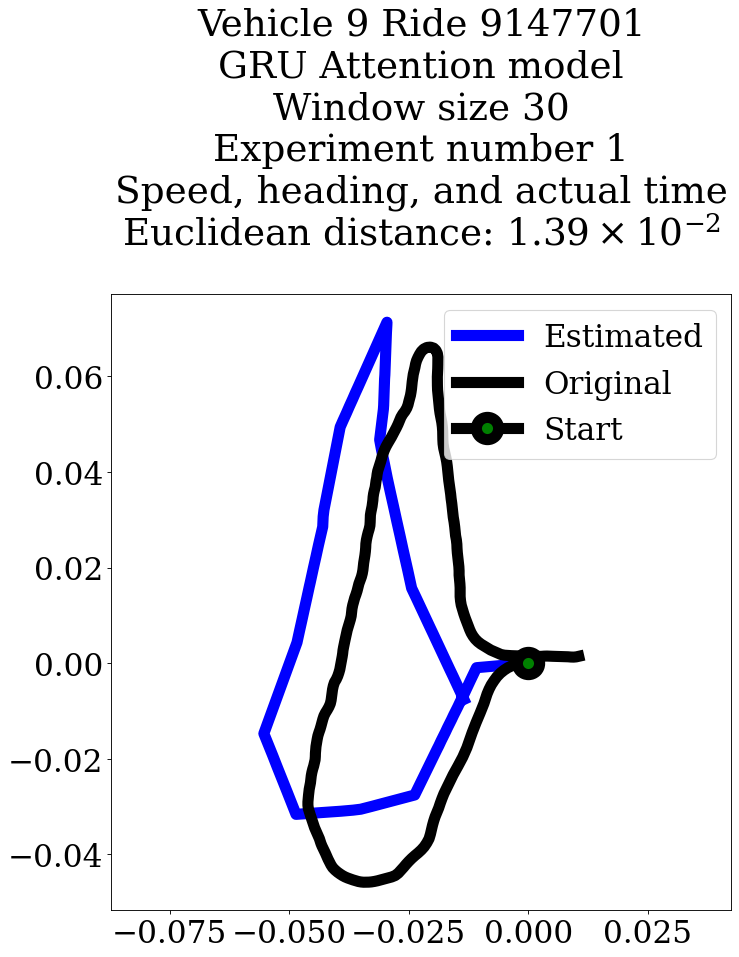 Vehicle 9 Ride 9147701
GRU Attention model
Window size 30
Experiment number 1
Speed, heading, and actual time
Euclidean distance: 1.39 × 10⁻²
Estimated
Original
Start
0.06
0.04
0.02
0.00
−0.02
−0.04
−0.075 −0.050 −0.025 0.000 0.025